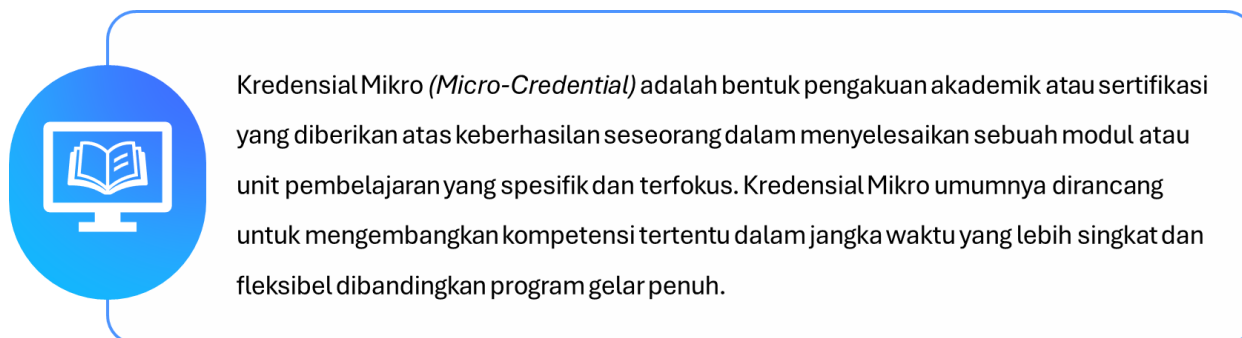 Kredensial Mikro (Micro-Credential) adalah bentuk pengakuan akademik atau sertifikasi
yang diberikan atas keberhasilan seseorang dalam menyelesaikan sebuah modul atau
unit pembelajaran yang spesifik dan terfokus. Kredensial Mikro umumnya dirancang
untuk mengembangkan kompetensi tertentu dalam jangka waktu yang lebih singkat dan
fleksibel dibandingkan program gelar penuh.